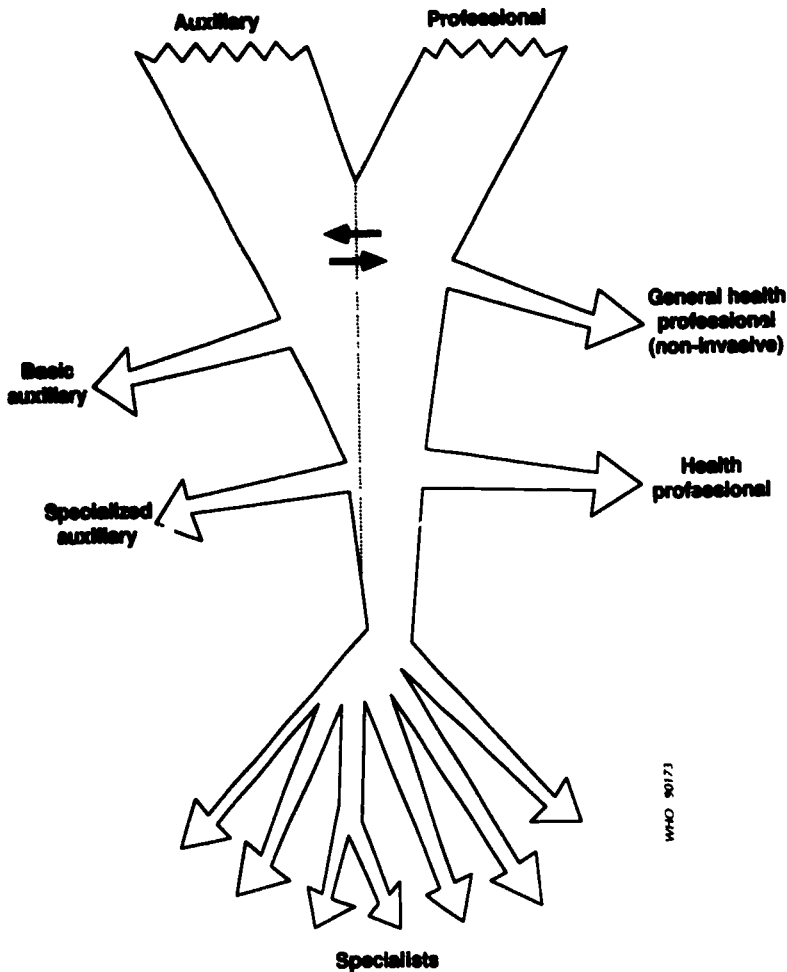 Auxiliary
Professional
General health
professional
(non-invasive)
Basic
auxiliary
Health
professional
Specialized
auxiliary
WHO 90173
Specialists